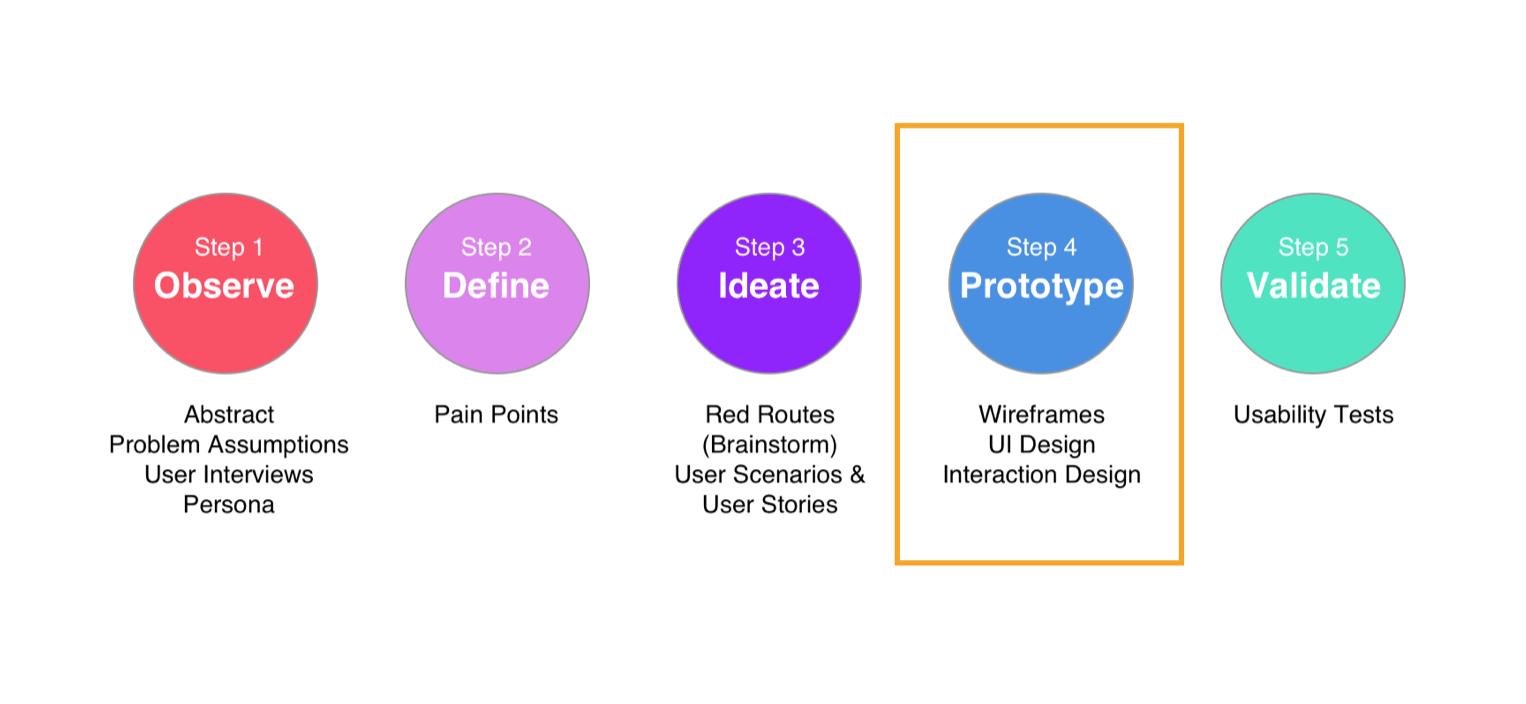 Step 1
Observe
Abstract
Problem Assumptions
User Interviews
Persona
Step 2
Define
Pain Points
Step 3
Ideate
Red Routes
(Brainstorm)
User Scenarios &
User Stories
Step 4
Prototype
Wireframes
UI Design
Interaction Design
Step 5
Validate
Usability Tests